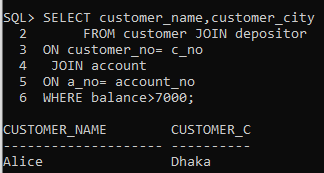 SQL> SELECT customer_name,customer_city
2 FROM customer JOIN depositor
3 ON customer_no= c_no
4 JOIN account
5 ON a_no= account_no
6 WHERE balance>7000;
CUSTOMER_NAME CUSTOMER_C
-------------------- ----------
Alice Dhaka